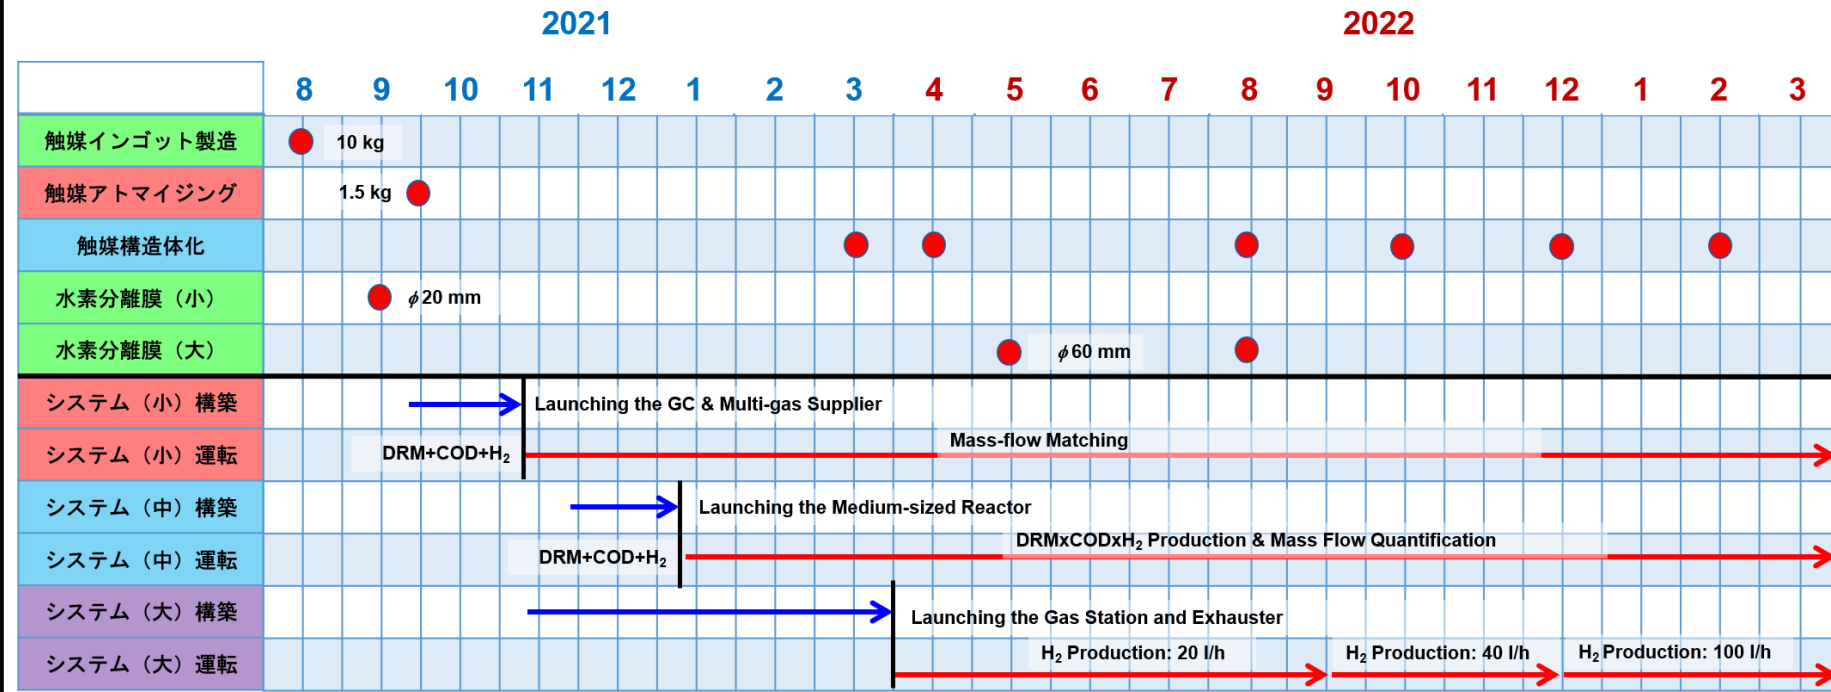 2021 2022
8 9 10 11 12 1 2 3 4 5 6 7 8 9 10 11 12 1 2 3
触媒インゴット製造 10 kg
触媒アトマイジング 1.5 kg
触媒構造体化
水素分離膜（小） ϕ20 mm
水素分離膜（大） ϕ60 mm
システム（小）構築 Launching the GC & Multi-gas Supplier
システム（小）運転 DRM+COD+H₂ Mass-flow Matching
システム（中）構築 Launching the Medium-sized Reactor
システム（中）運転 DRM+COD+H₂ DRMxCODxH₂ Production & Mass Flow Quantification
システム（大）構築 Launching the Gas Station and Exhauster
システム（大）運転 H₂ Production: 20 l/h H₂ Production: 40 l/h H₂ Production: 100 l/h